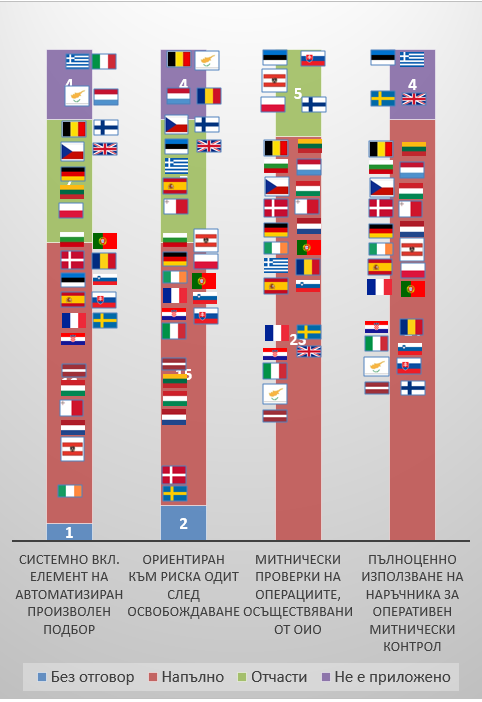 4 4 4
5
23
15
2
1
СИСТЕМНО ВКЛ.
ЕЛЕМЕНТ НА
АВТОМАТИЗИРАН
ПРОИЗВОЛЕН
ПОДБОР
ОРИЕНТИРАН
КЪМ РИСКА ОДИТ
СЛЕД
ОСВОБОЖДАВАНЕ
МИТНИЧЕСКИ
ПРОВЕРКИ НА
ОПЕРАЦИИТЕ,
ОСЪЩЕСТВЯВАНИ
ОТ ОИО
ПЪЛНОЦЕННО
ИЗПОЛЗВАНЕ НА
НАРЪЧНИКА ЗА
ОПЕРАТИВЕН
МИТНИЧЕСКИ
КОНТРОЛ
Без отговор Напълно Отчасти Не е приложено